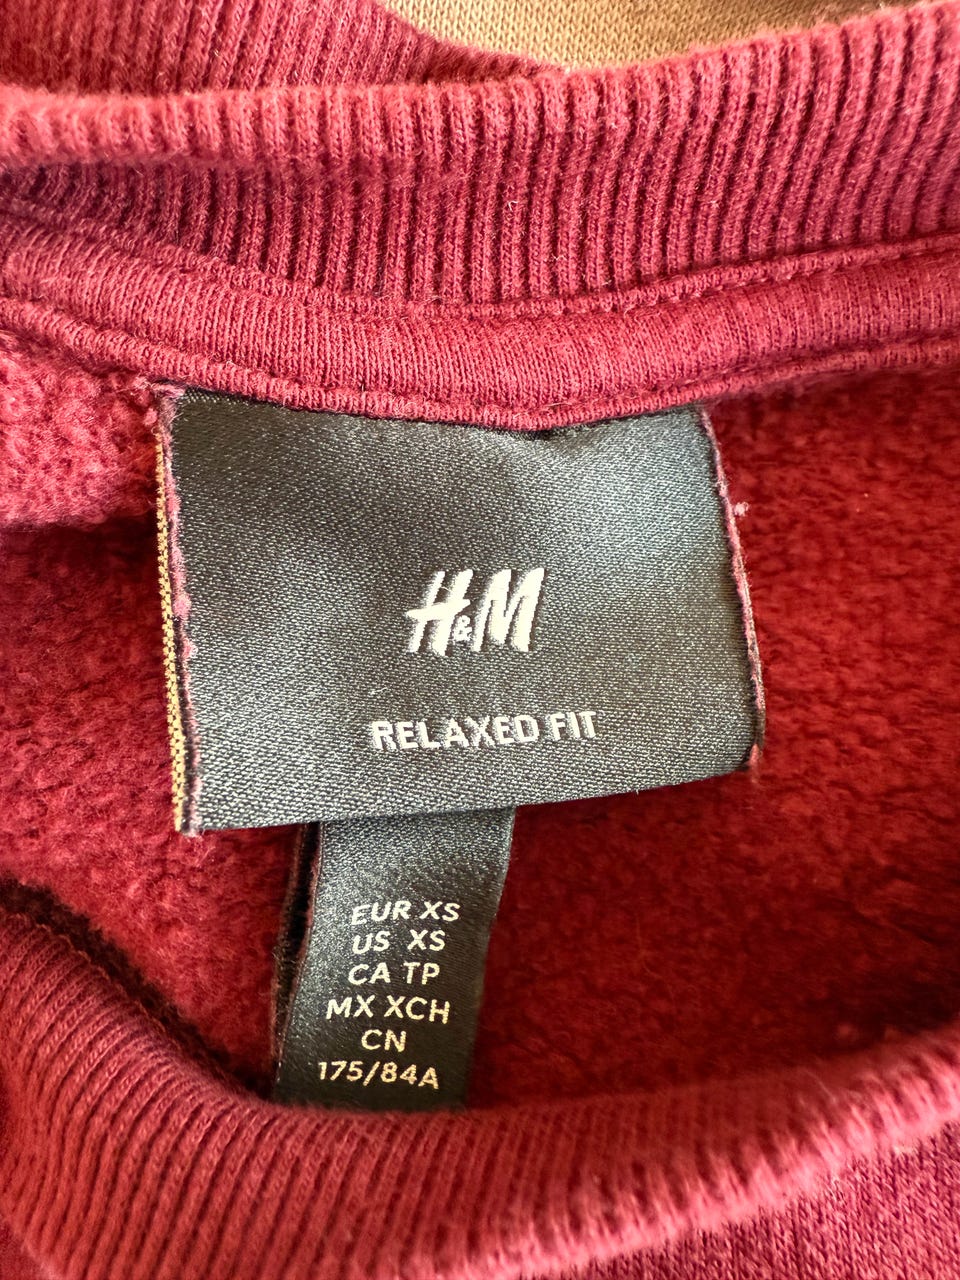 H&M
RELAXED FIT
EUR XS
US XS
CA TP
MX XCH
CN
175/84A